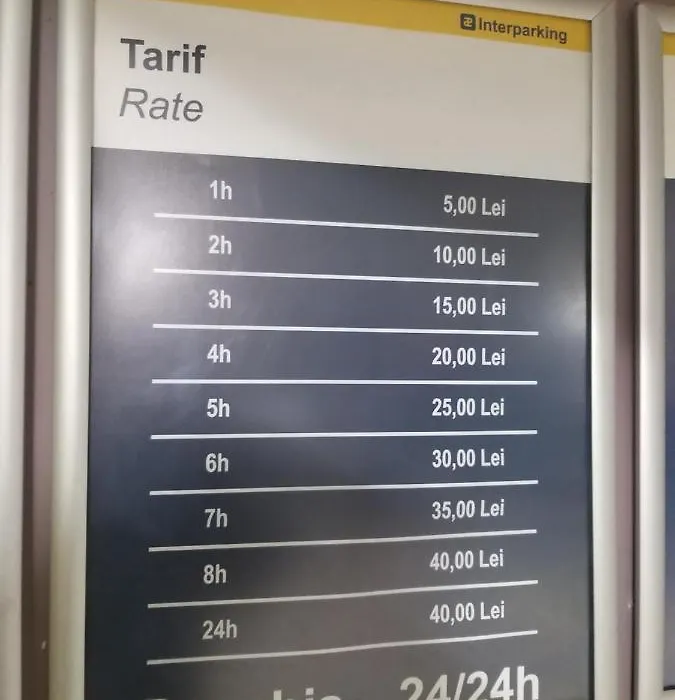 Interparking
Tarif
Rate
1h 5,00 Lei
2h 10,00 Lei
3h 15,00 Lei
4h 20,00 Lei
5h 25,00 Lei
6h 30,00 Lei
7h 35,00 Lei
8h 40,00 Lei
24h 40,00 Lei
24/24h